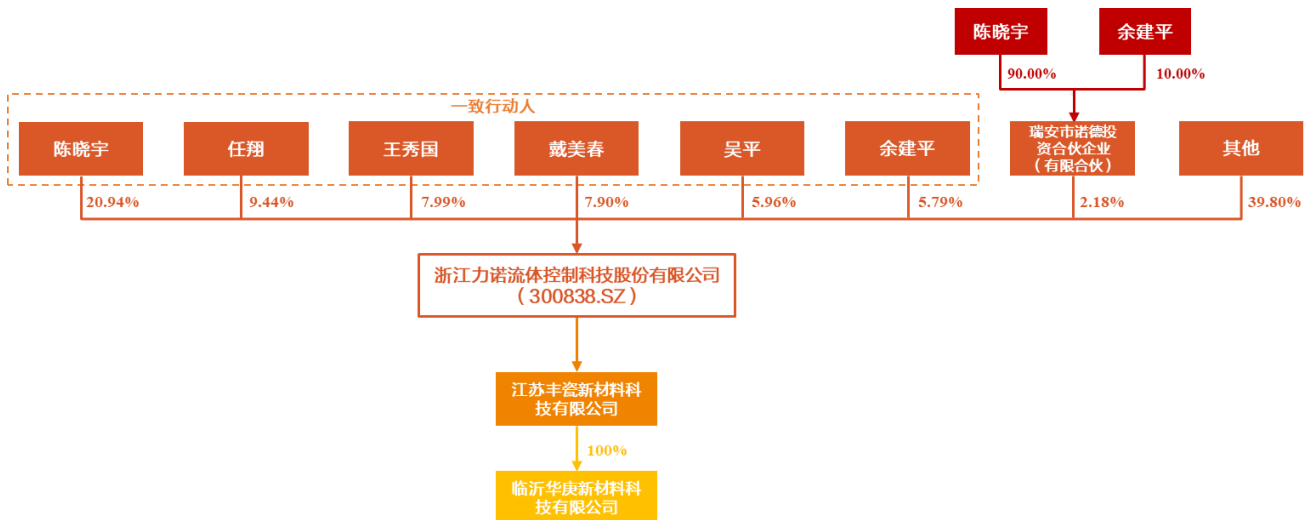 陈晓宇
余建平
90.00%
10.00%
一致行动人
陈晓宇
任翔
王秀国
戴美春
吴平
余建平
瑞安市诺德投
资合伙企业
（有限合伙）
其他
20.94%
9.44%
7.99%
7.90%
5.96%
5.79%
2.18%
39.80%
浙江力诺流体控制科技股份有限公司
（300838.SZ）
江苏丰瓷新材料科
技有限公司
100%
临沂华庚新材料科
技有限公司